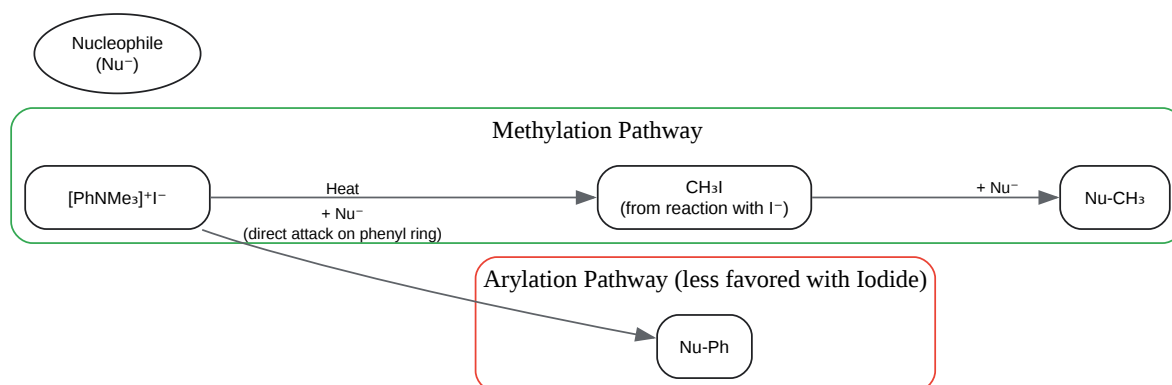 Nucleophile
(Nu⁻)
Methylation Pathway
[PhNMe₃]⁺I⁻
Heat
CH₃I
(from reaction with I⁻)
+ Nu⁻
Nu-CH₃
+ Nu⁻
(direct attack on phenyl ring)
Arylation Pathway (less favored with Iodide)
Nu-Ph